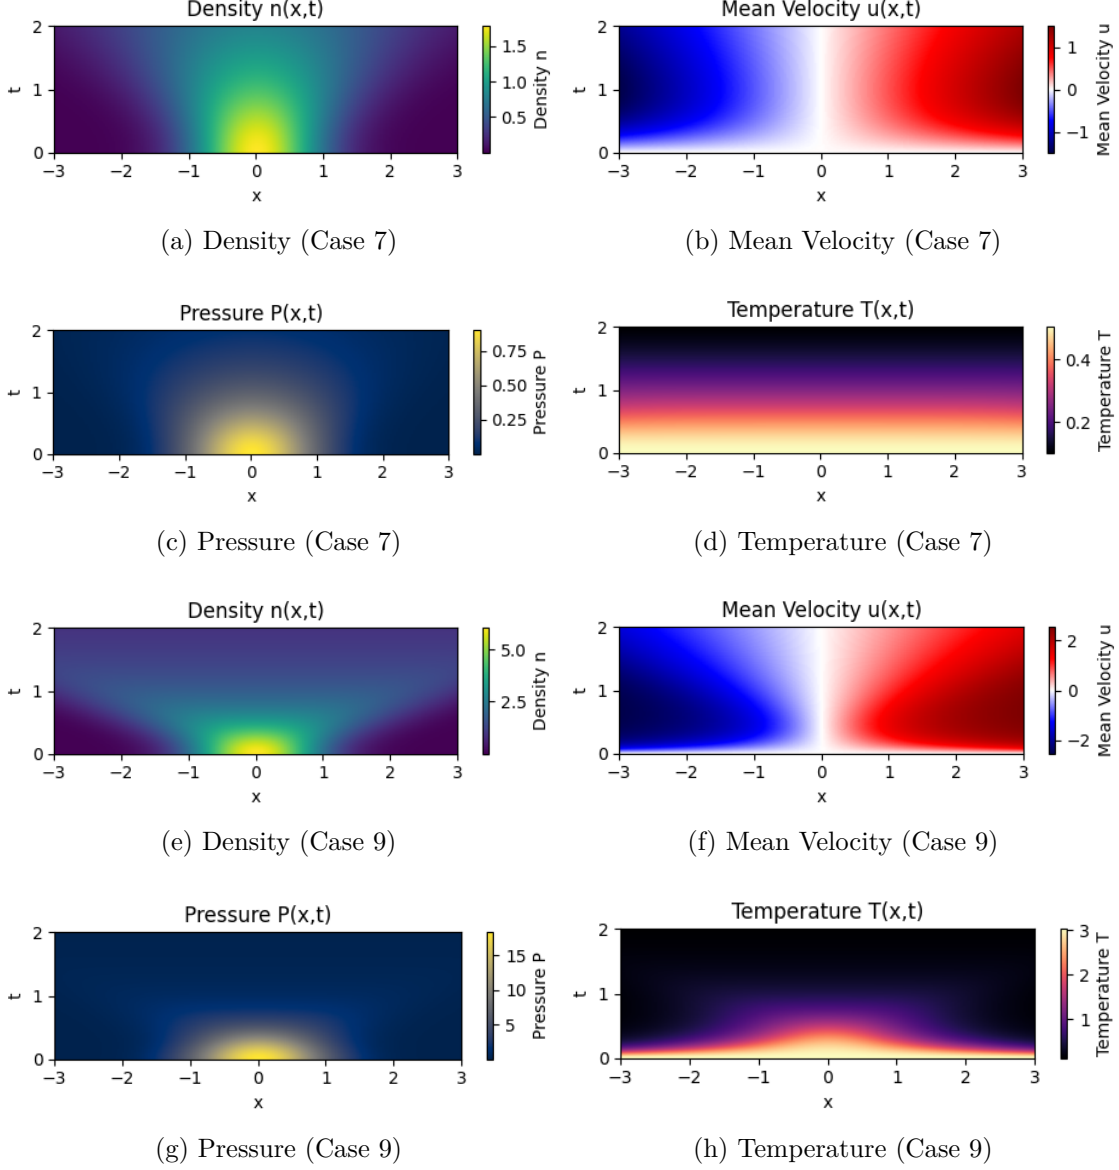 Density n(x,t)
Mean Velocity u(x,t)
2
1
0
t
−3 −2 −1 0 1 2 3
x
1.5
1.0
0.5
Density n
2
1
0
t
−3 −2 −1 0 1 2 3
x
1
0
−1
Mean Velocity u
(a) Density (Case 7)
(b) Mean Velocity (Case 7)
Pressure P(x,t)
Temperature T(x,t)
2
1
0
t
−3 −2 −1 0 1 2 3
x
0.75
0.50
0.25
Pressure P
2
1
0
t
−3 −2 −1 0 1 2 3
x
0.4
0.2
Temperature T
(c) Pressure (Case 7)
(d) Temperature (Case 7)
Density n(x,t)
Mean Velocity u(x,t)
2
1
0
t
−3 −2 −1 0 1 2 3
x
5.0
2.5
Density n
2
1
0
t
−3 −2 −1 0 1 2 3
x
2
0
−2
Mean Velocity u
(e) Density (Case 9)
(f) Mean Velocity (Case 9)
Pressure P(x,t)
Temperature T(x,t)
2
1
0
t
−3 −2 −1 0 1 2 3
x
15
10
5
Pressure P
2
1
0
t
−3 −2 −1 0 1 2 3
x
3
2
1
Temperature T
(g) Pressure (Case 9)
(h) Temperature (Case 9)